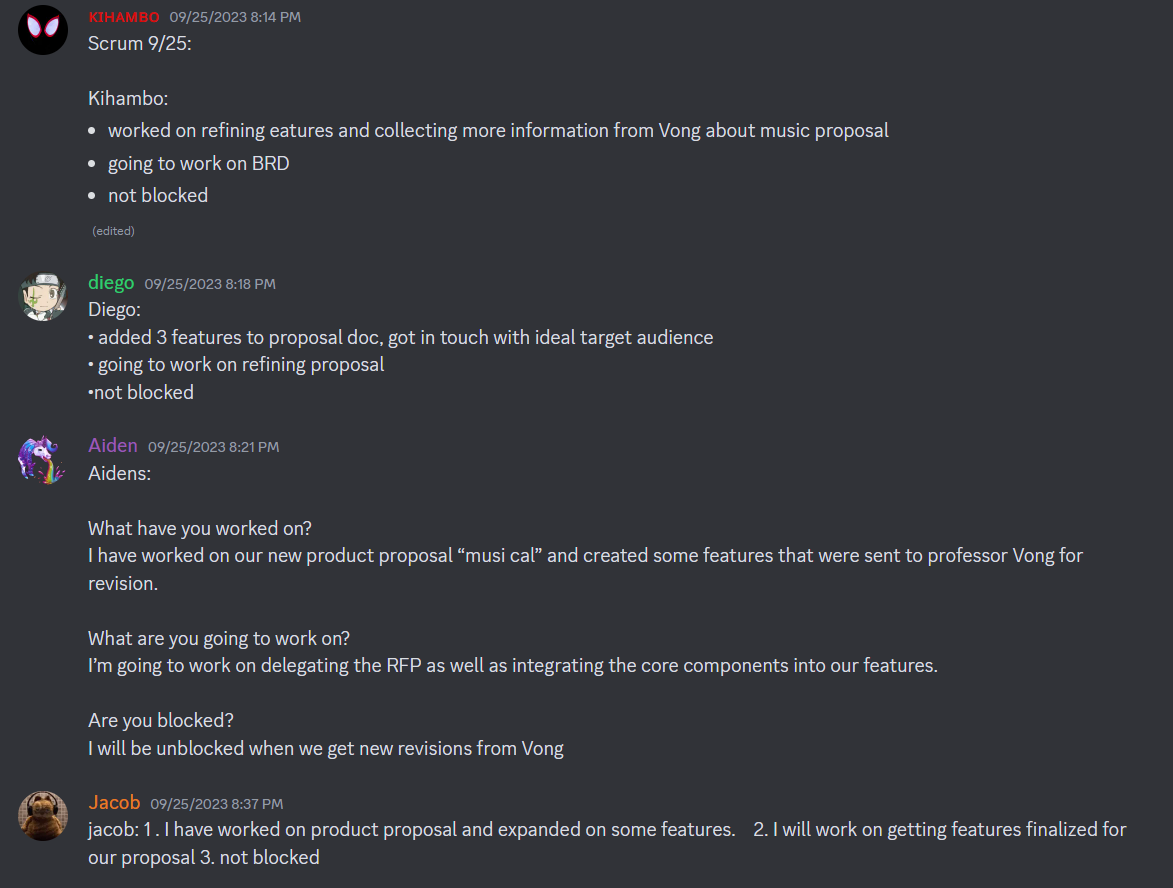 KIHAMBO 09/25/2023 8:14 PM
Scrum 9/25:
Kihambo:
• worked on refining eatures and collecting more information from Vong about music proposal
• going to work on BRD
• not blocked
(edited)
diego 09/25/2023 8:18 PM
Diego:
• added 3 features to proposal doc, got in touch with ideal target audience
• going to work on refining proposal
•not blocked
Aiden 09/25/2023 8:21 PM
Aidens:
What have you worked on?
I have worked on our new product proposal “musi cal” and created some features that were sent to professor Vong for
revision.
What are you going to work on?
I’m going to work on delegating the RFP as well as integrating the core components into our features.
Are you blocked?
I will be unblocked when we get new revisions from Vong
Jacob 09/25/2023 8:37 PM
jacob: 1 . I have worked on product proposal and expanded on some features. 2. I will work on getting features finalized for
our proposal 3. not blocked